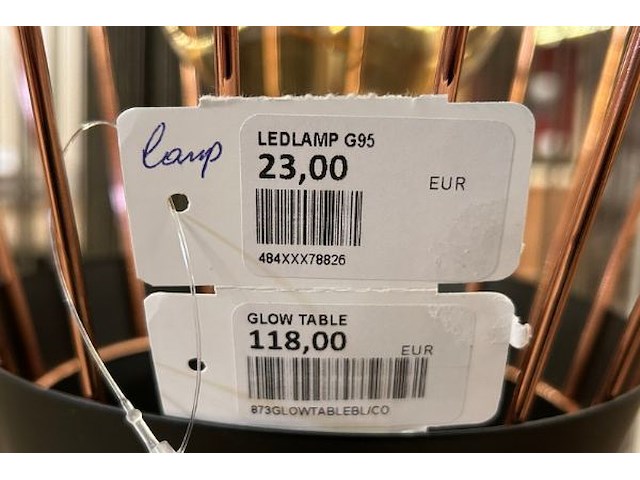 lamp
LEDLAMP G95
23,00 EUR
484XXX78826
GLOW TABLE
118,00 EUR
873GLOWTABLEBL/CO